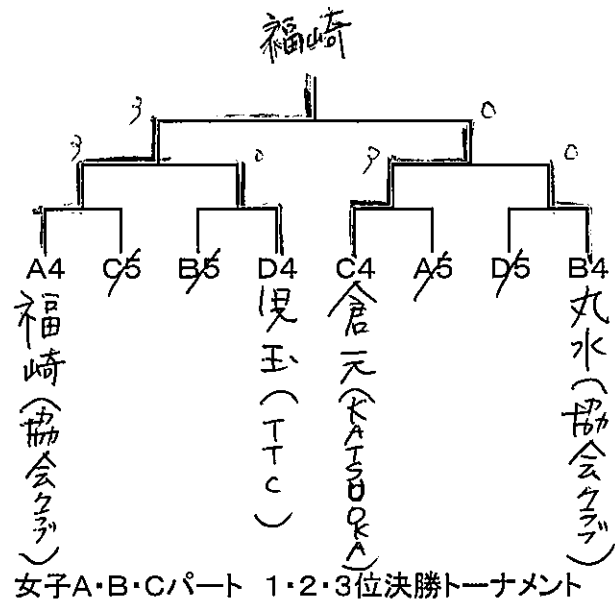 福崎
3 0
3 0 3 0
A4 C5 B5 D4 C4 A5 D5 B4
福崎(協会クラブ)
児玉(TTC)
倉元(KATSUOKA)
丸水(協会クラブ)
女子A・B・Cパート 1・2・3位決勝トーナメント